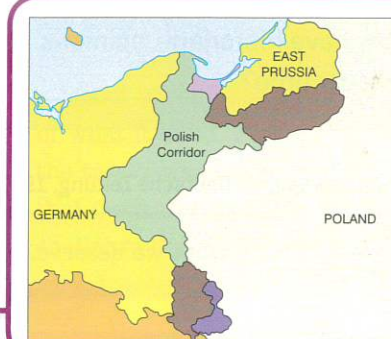 EAST
PRUSSIA
Polish
Corridor
GERMANY
POLAND